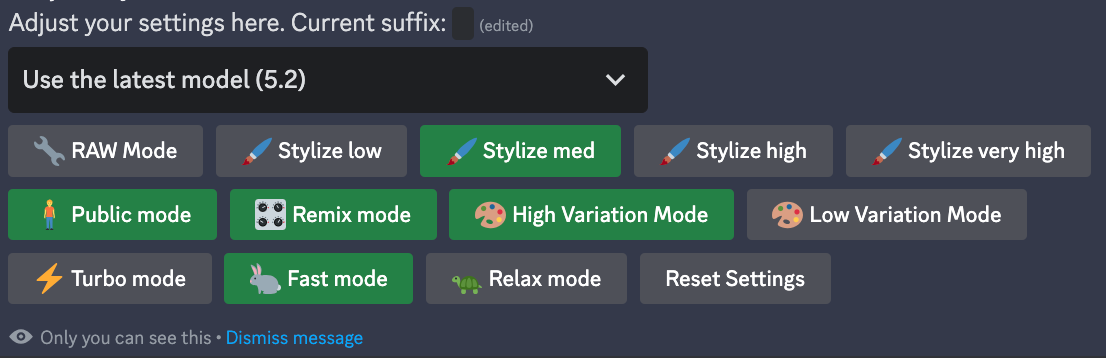 Adjust your settings here. Current suffix: (edited)
Use the latest model (5.2)
RAW Mode Stylize low Stylize med Stylize high Stylize very high
Public mode Remix mode High Variation Mode Low Variation Mode
Turbo mode Fast mode Relax mode Reset Settings
Only you can see this • Dismiss message